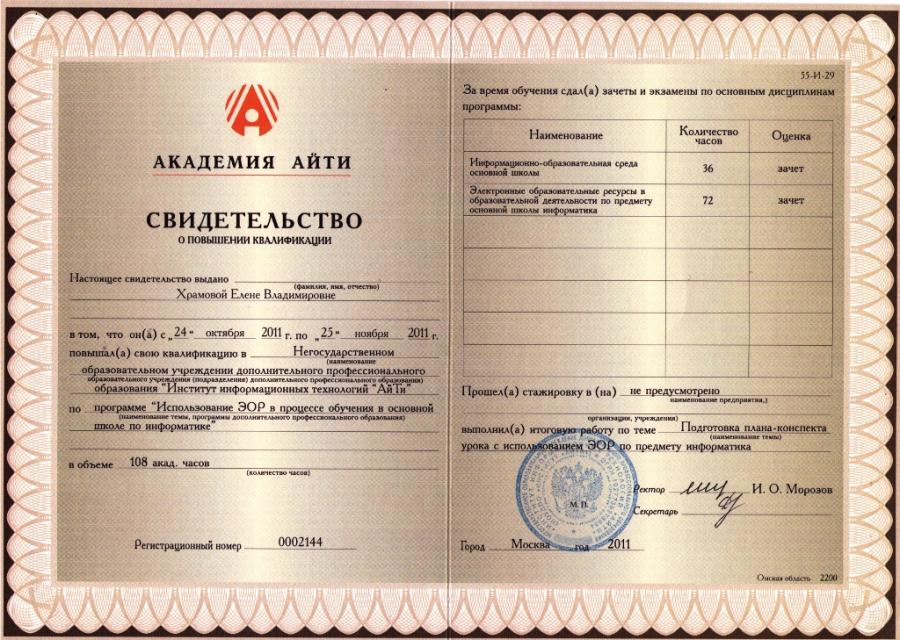 АКАДЕМИЯ АЙТИ
СВИДЕТЕЛЬСТВО
О ПОВЫШЕНИИ КВАЛИФИКАЦИИ
Настоящее свидетельство выдано
(фамилия, имя, отчество)
Храмовой Елене Владимировне
в том, что он(а) с „24" октября 2011 г. по „25" ноября 2011 г.
повышал(а) свою квалификацию в Негосударственном
(наименование
образовательном учреждении дополнительного профессионального
образовательного учреждения (подразделения) дополнительного профессионального образования)
образования "Институт информационных технологий "АйТи"
по программе "Использование ЭОР в процессе обучения в основной
(наименование темы, программы дополнительного профессионального образования)
школе по информатике"
в объеме 108 акад. часов
(количество часов)
Регистрационный номер 0002144
55-И-29
За время обучения сдал(а) зачеты и экзамены по основным дисциплинам
программы:
Наименование Количество часов Оценка
Информационно-образовательная среда
основной школы 36 зачет
Электронные образовательные ресурсы в
образовательной деятельности по предмету 72 зачет
основной школы информатика
Прошел(а) стажировку в (на) не предусмотрено
наименование предприятия,)
организации, учреждения)
выполнил(а) итоговую работу по теме Подготовка плана-конспекта
(наименование темы)
урока с использованием ЭОР по предмету информатика
М. П.
Ректор И. О. Морозов
Секретарь
Город Москва год 2011
Омская область 2200